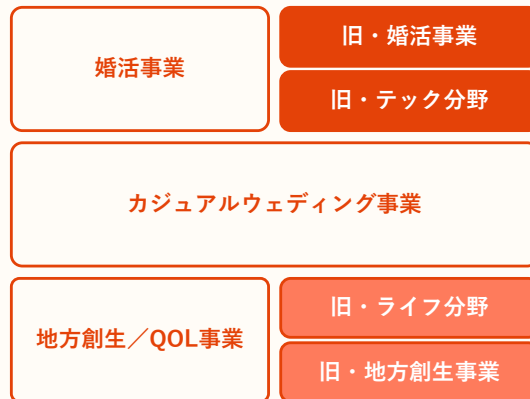 婚活事業
旧・婚活事業
旧・テック分野
カジュアルウェディング事業
地方創生／QOL事業
旧・ライフ分野
旧・地方創生事業